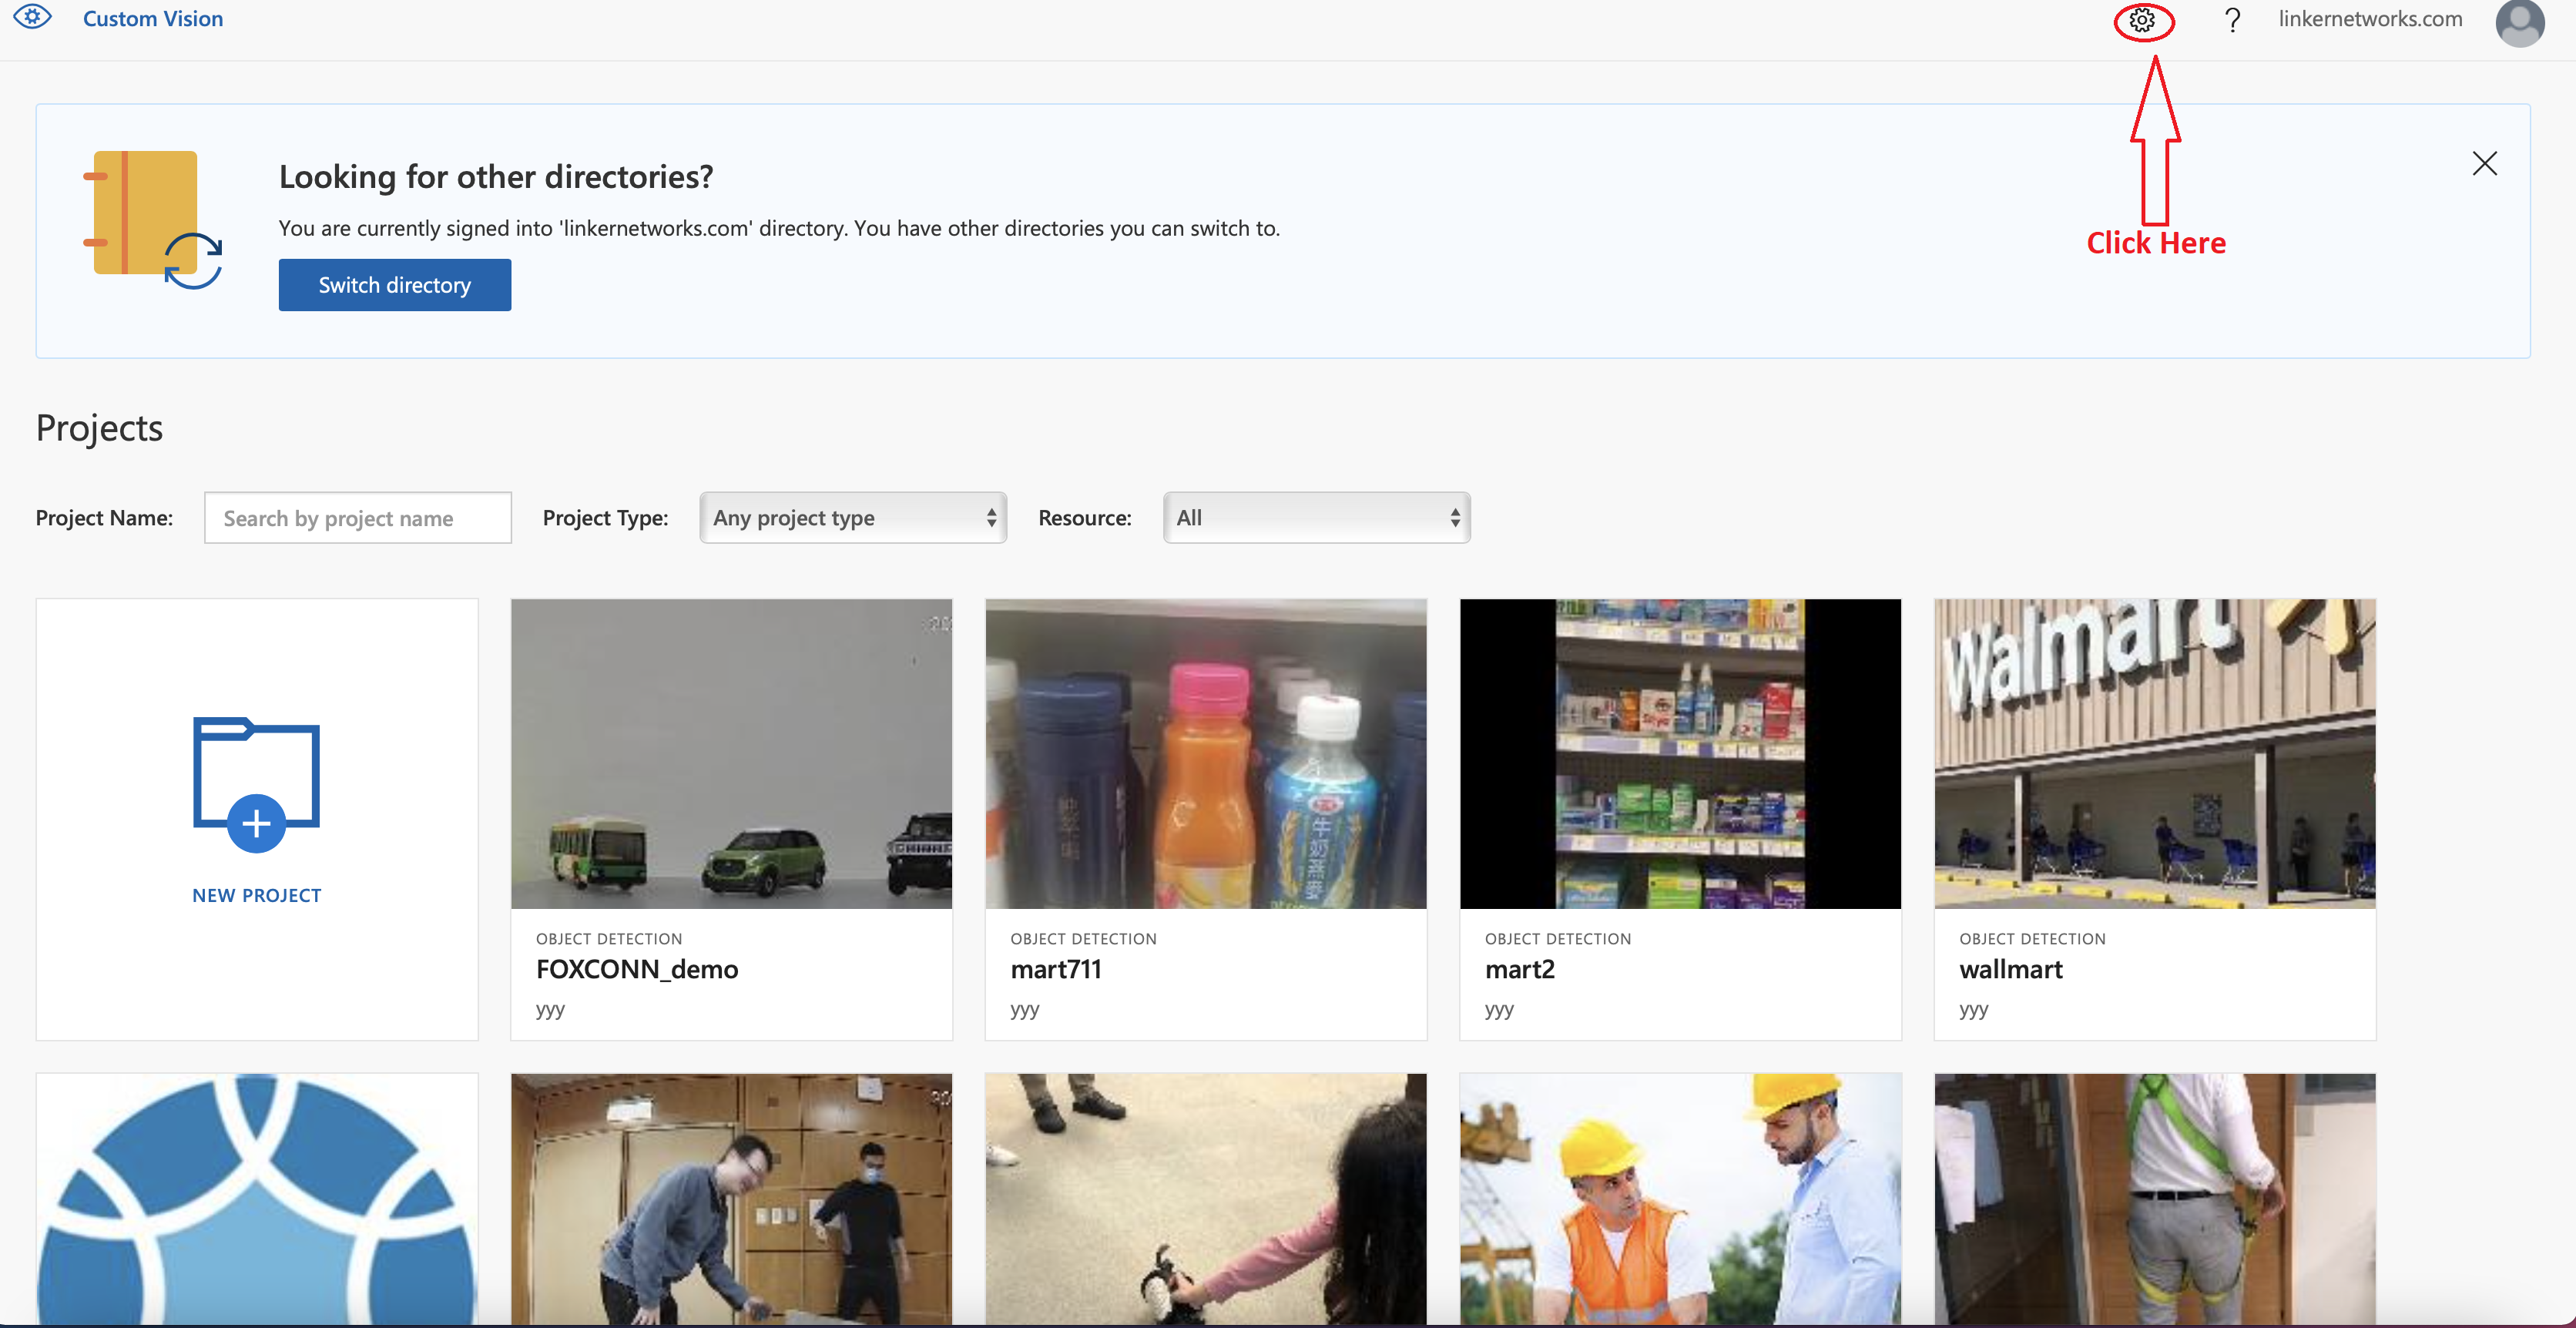 Custom Vision
?
linkernetworks.com
Looking for other directories?
You are currently signed into 'linkernetworks.com' directory. You have other directories you can switch to.
Switch directory
Click Here
Projects
Project Name:
Search by project name
Project Type:
Any project type
Resource:
All
Walmart
NEW PROJECT
OBJECT DETECTION
FOXCONN_demo
yyy
OBJECT DETECTION
mart711
yyy
OBJECT DETECTION
mart2
yyy
OBJECT DETECTION
wallmart
yyy